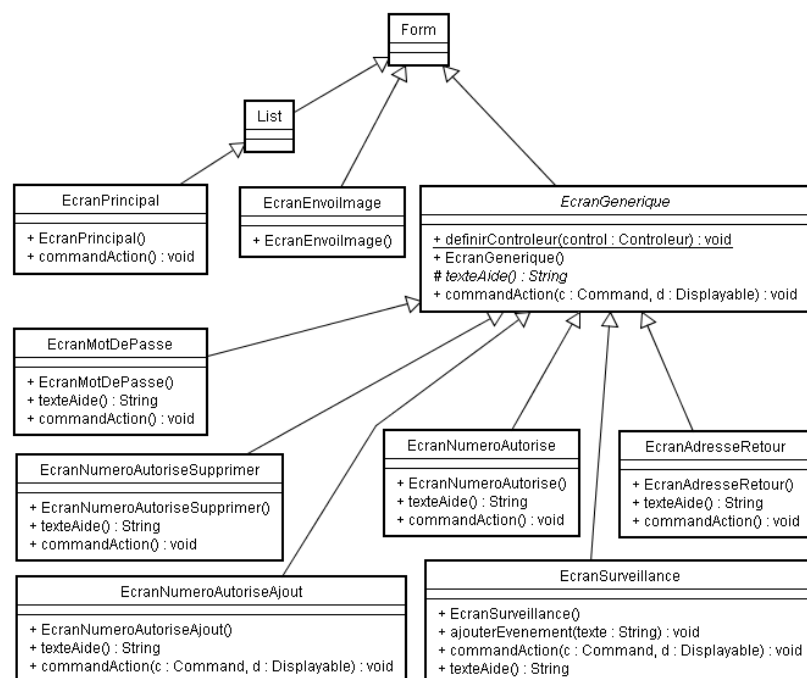 Form
List
EcranPrincipal
+ EcranPrincipal()
+ commandAction() : void
EcranEnvoiImage
+ EcranEnvoiImage()
EcranGenerique
+ definirControleur(control : Controleur) : void
+ EcranGenerique()
# texteAide() : String
+ commandAction(c : Command, d : Displayable) : void
EcranMotDePasse
+ EcranMotDePasse()
+ texteAide() : String
+ commandAction() : void
EcranNumeroAutorise
+ EcranNumeroAutorise()
+ texteAide() : String
+ commandAction() : void
EcranAdresseRetour
+ EcranAdresseRetour()
+ texteAide() : String
+ commandAction() : void
EcranNumeroAutoriseSupprimer
+ EcranNumeroAutoriseSupprimer()
+ texteAide() : String
+ commandAction() : void
EcranNumeroAutoriseAjout
+ EcranNumeroAutoriseAjout()
+ texteAide() : String
+ commandAction(c : Command, d : Displayable) : void
EcranSurveillance
+ EcranSurveillance()
+ ajouterEvenement(texte : String) : void
+ commandAction(c : Command, d : Displayable) : void
+ texteAide() : String